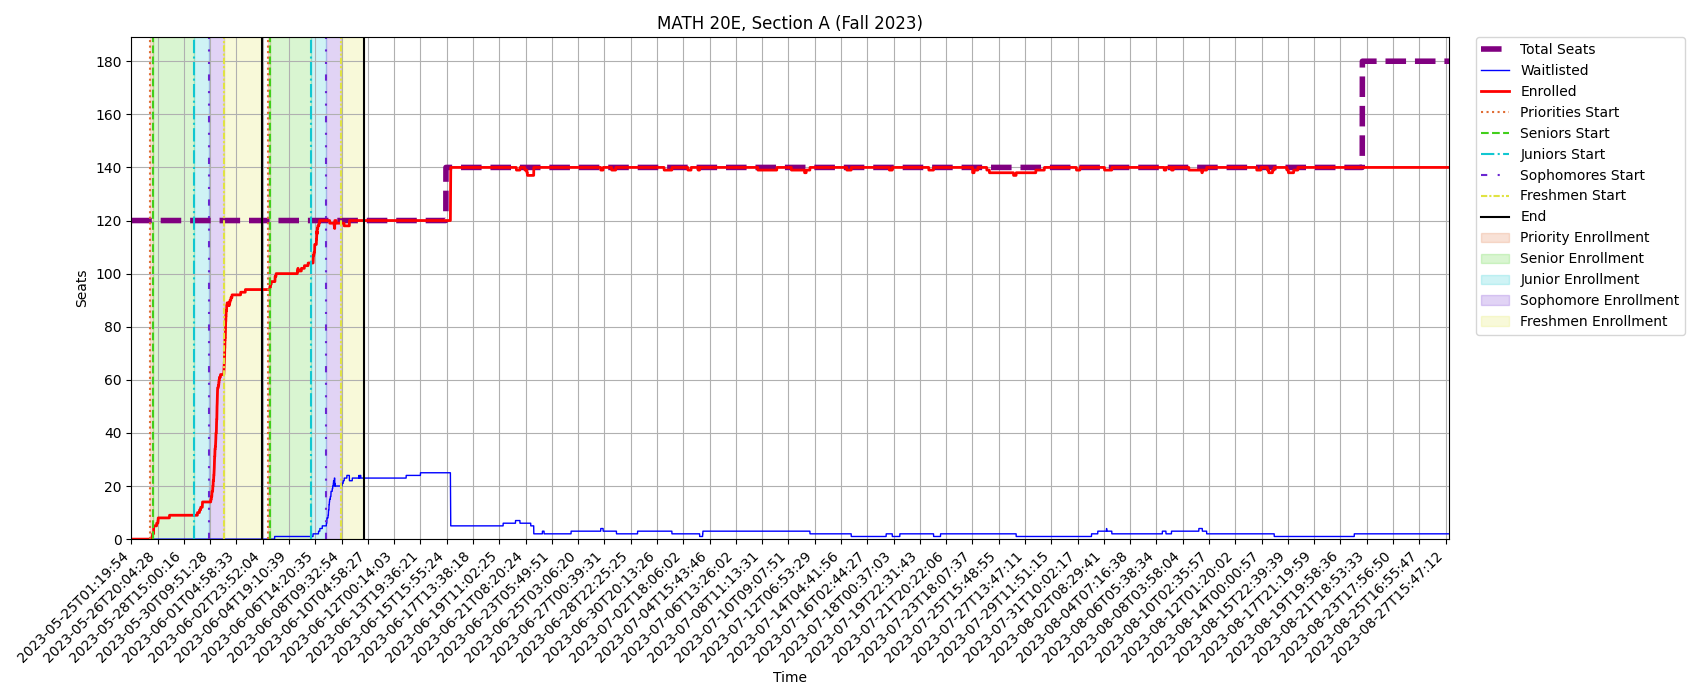 MATH 20E, Section A (Fall 2023)
Seats
180
160
140
120
100
80
60
40
20
0
2023-05-25T01:19:54
2023-05-26T20:04:28
2023-05-28T15:00:16
2023-05-30T09:51:28
2023-06-01T04:58:33
2023-06-02T23:52:04
2023-06-04T19:10:39
2023-06-06T14:20:35
2023-06-08T09:32:54
2023-06-10T04:58:27
2023-06-12T00:14:03
2023-06-13T19:36:21
2023-06-15T15:55:24
2023-06-17T13:38:18
2023-06-19T11:02:25
2023-06-21T08:20:24
2023-06-23T05:49:51
2023-06-25T03:06:20
2023-06-27T00:39:31
2023-06-28T22:25:25
2023-06-30T20:13:26
2023-07-02T18:06:02
2023-07-04T15:43:46
2023-07-06T13:26:02
2023-07-08T11:13:31
2023-07-10T09:07:51
2023-07-12T06:53:29
2023-07-14T04:41:56
2023-07-16T02:44:27
2023-07-18T00:37:03
2023-07-19T22:31:43
2023-07-21T20:22:06
2023-07-23T18:07:37
2023-07-25T15:48:55
2023-07-27T13:47:11
2023-07-29T11:51:15
2023-07-31T10:02:17
2023-08-02T08:29:41
2023-08-04T07:16:38
2023-08-06T05:38:34
2023-08-08T03:58:04
2023-08-10T02:35:57
2023-08-12T01:20:02
2023-08-14T00:00:57
2023-08-15T22:39:39
2023-08-17T21:19:59
2023-08-19T19:58:36
2023-08-21T18:53:33
2023-08-23T17:56:50
2023-08-25T16:55:47
2023-08-27T15:47:12
Time
Total Seats
Waitlisted
Enrolled
Priorities Start
Seniors Start
Juniors Start
Sophomores Start
Freshmen Start
End
Priority Enrollment
Senior Enrollment
Junior Enrollment
Sophomore Enrollment
Freshmen Enrollment